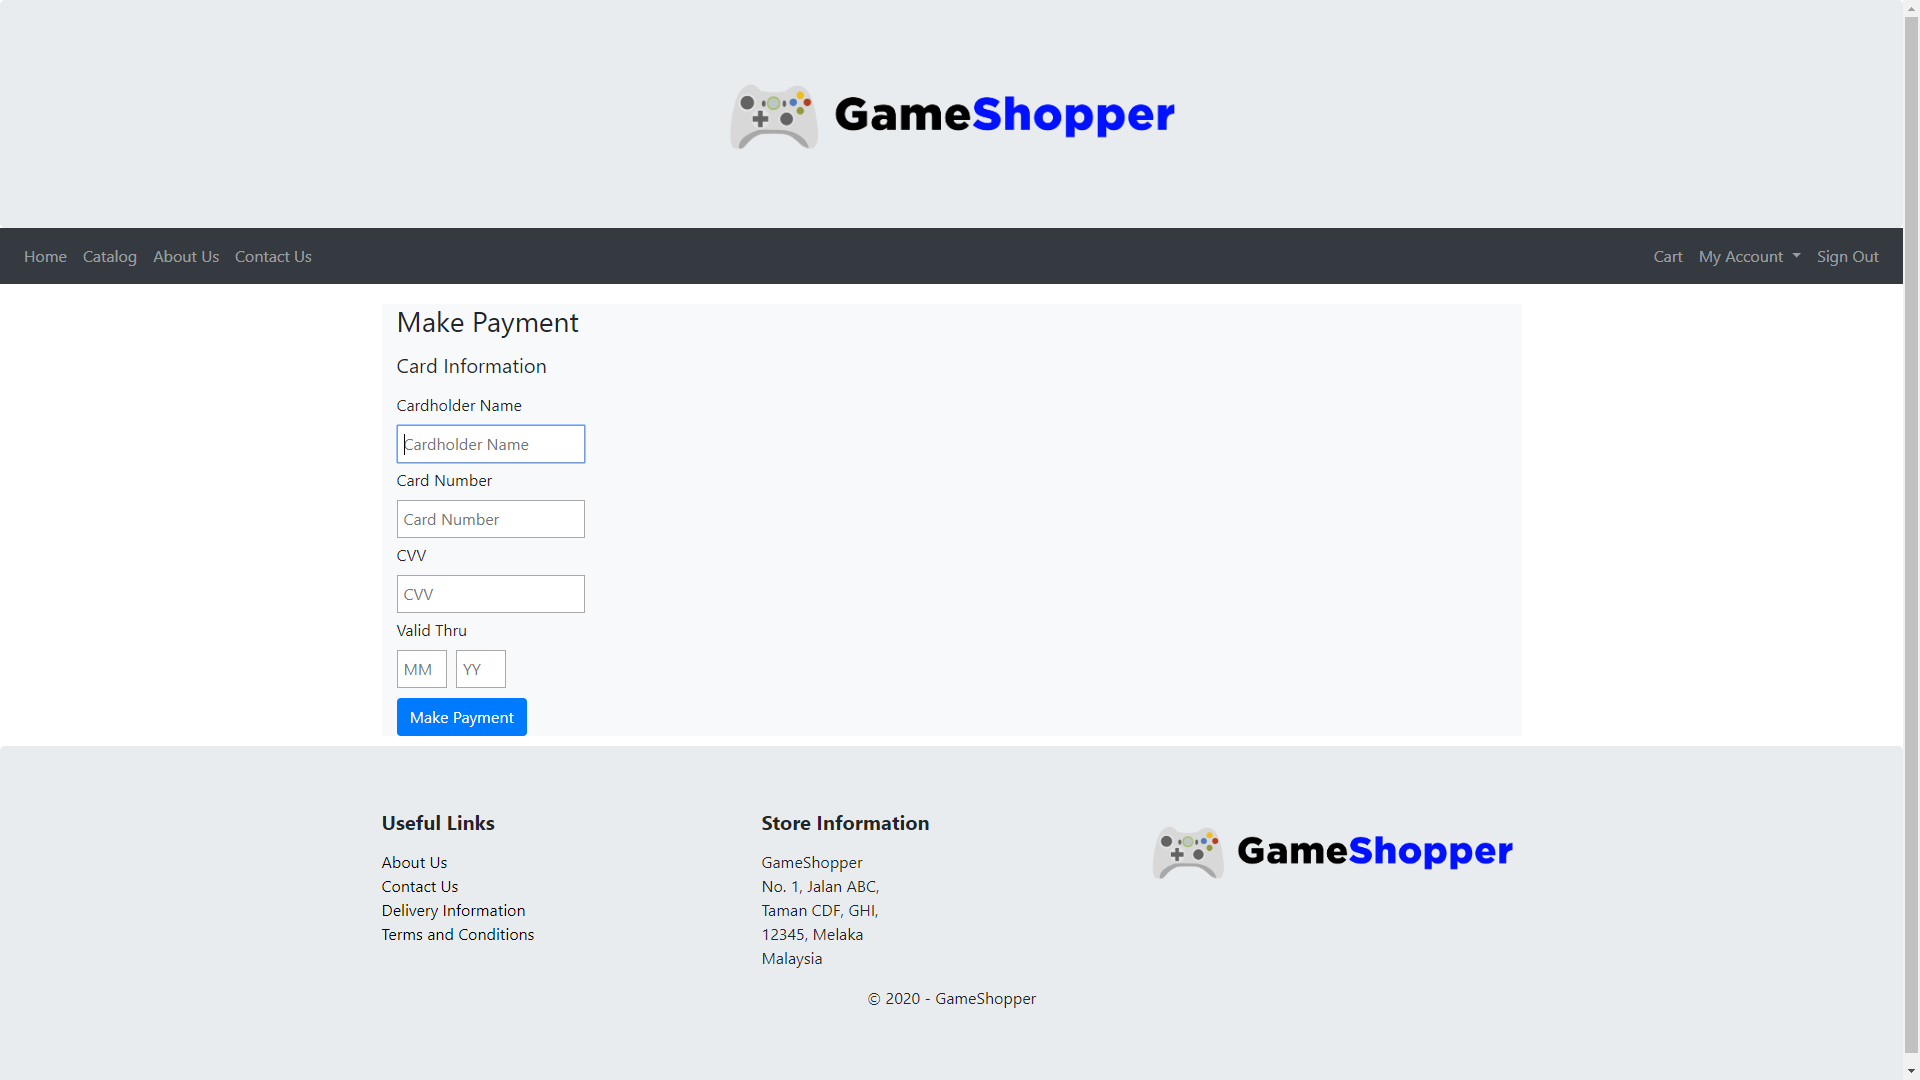 GameShopper
Home Catalog About Us Contact Us Cart My Account Sign Out
Make Payment
Card Information
Cardholder Name
Cardholder Name
Card Number
Card Number
CVV
CVV
Valid Thru
MM YY
Make Payment
Useful Links
About Us
Contact Us
Delivery Information
Terms and Conditions
Store Information
GameShopper
No. 1, Jalan ABC,
Taman CDF, GHI,
12345, Melaka
Malaysia
GameShopper
© 2020 - GameShopper